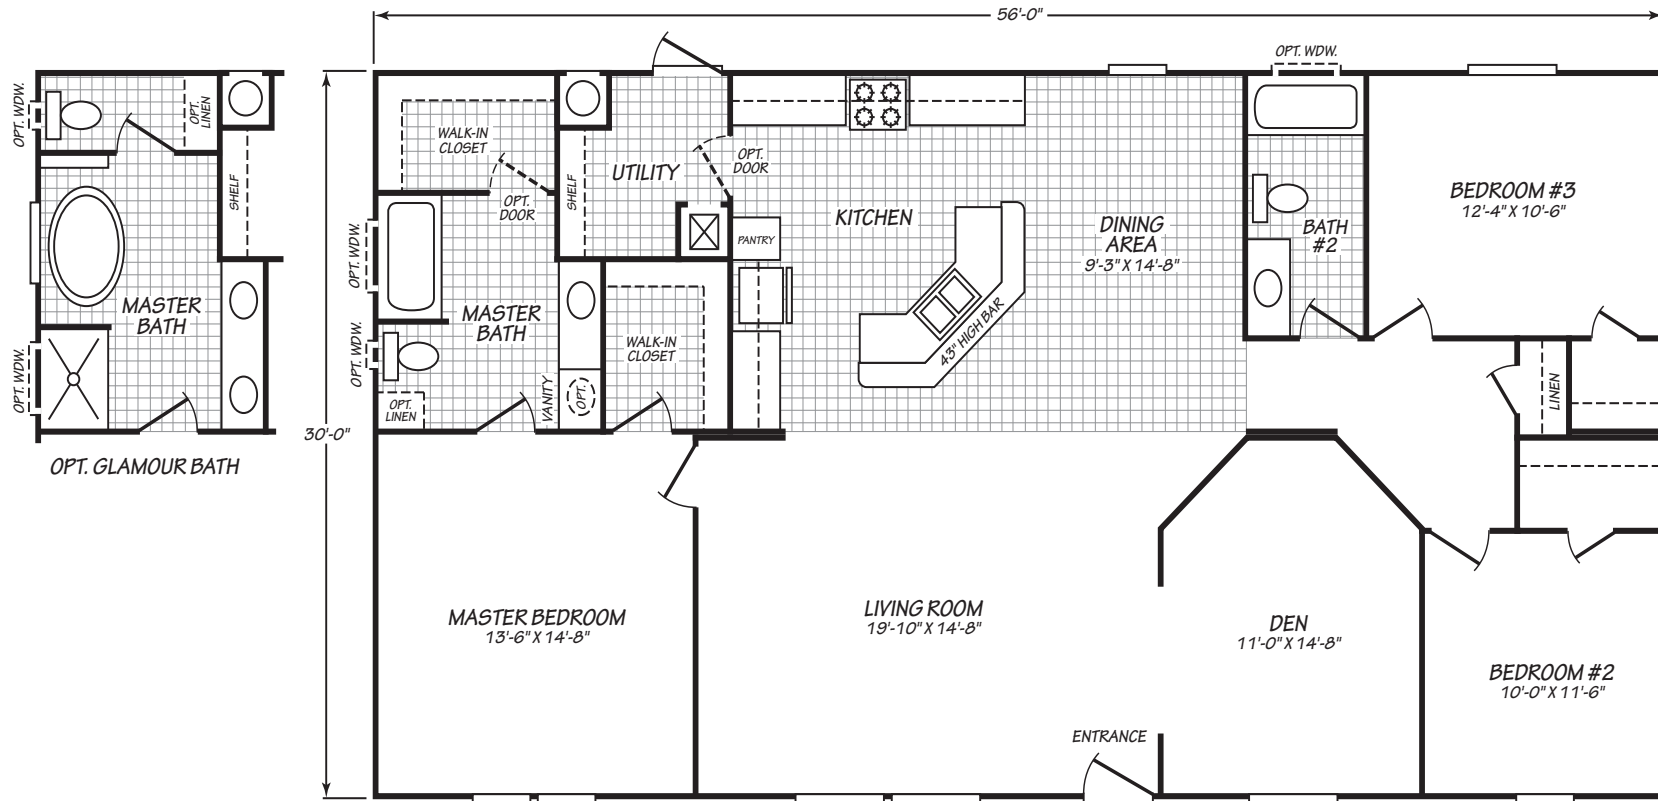 56'-0"
OPT. WDW.
OPT. WDW.
OPT.
LINEN
SHELF
MASTER
BATH
OPT. WDW.
OPT. GLAMOUR BATH
30'-0"
WALK-IN
CLOSET
OPT.
DOOR
SHELF
UTILITY
OPT.
DOOR
OPT. WDW.
MASTER
BATH
OPT. WDW.
OPT.
LINEN
VANITY
OPT.
WALK-IN
CLOSET
PANTRY
KITCHEN
43" HIGH BAR
DINING
AREA
9'-3" X 14'-8"
BATH
#2
BEDROOM #3
12'-4" X 10'-6"
LINEN
MASTER BEDROOM
13'-6" X 14'-8"
LIVING ROOM
19'-10" X 14'-8"
ENTRANCE
DEN
11'-0" X 14'-8"
BEDROOM #2
10'-0" X 11'-6"